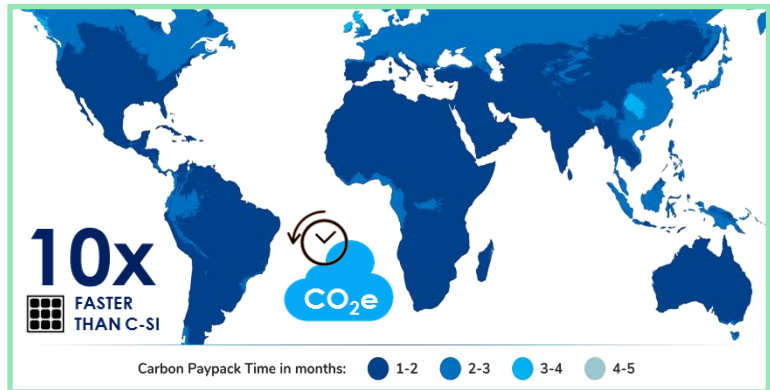 10x
FASTER
THAN C-SI
CO₂e
Carbon Paypack Time in months: 1-2 2-3 3-4 4-5